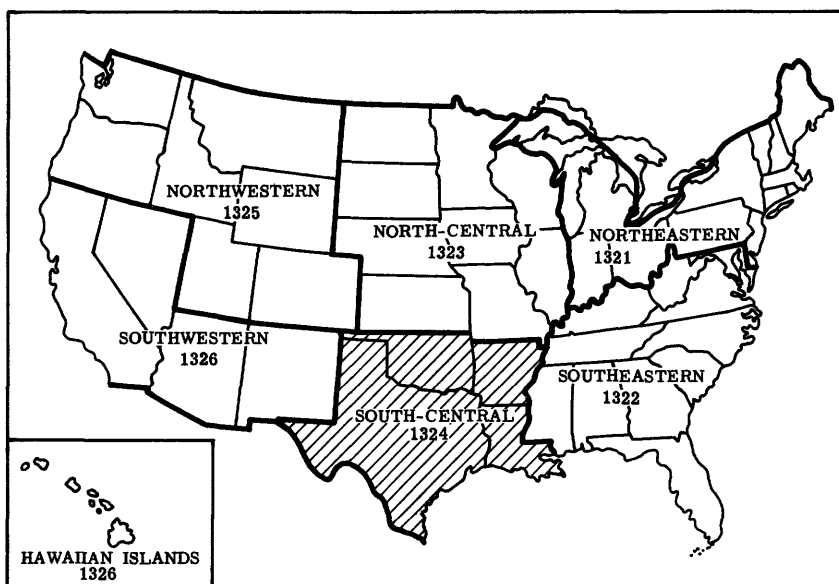 NORTHWESTERN
1325
NORTH-CENTRAL
1323
NORTHEASTERN
1321
SOUTHWESTERN
1326
SOUTHEASTERN
1322
SOUTH-CENTRAL
1324
HAWAIIAN ISLANDS
1326